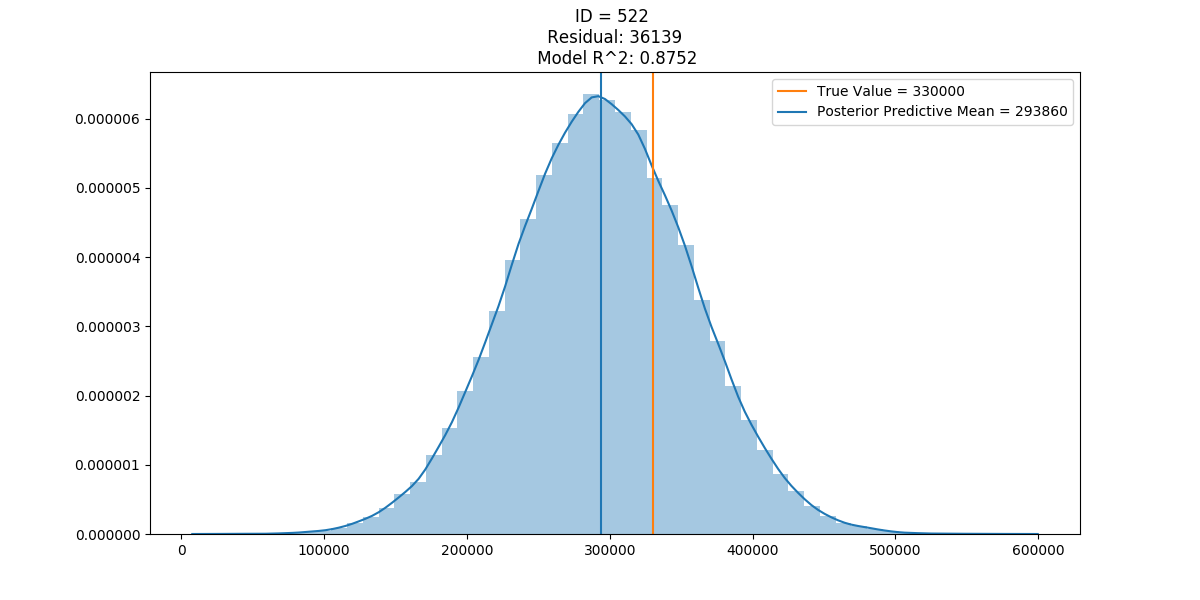 ID = 522
Residual: 36139
Model R^2: 0.8752
True Value = 330000
Posterior Predictive Mean = 293860
0.000006
0.000005
0.000004
0.000003
0.000002
0.000001
0.000000
0 100000 200000 300000 400000 500000 600000